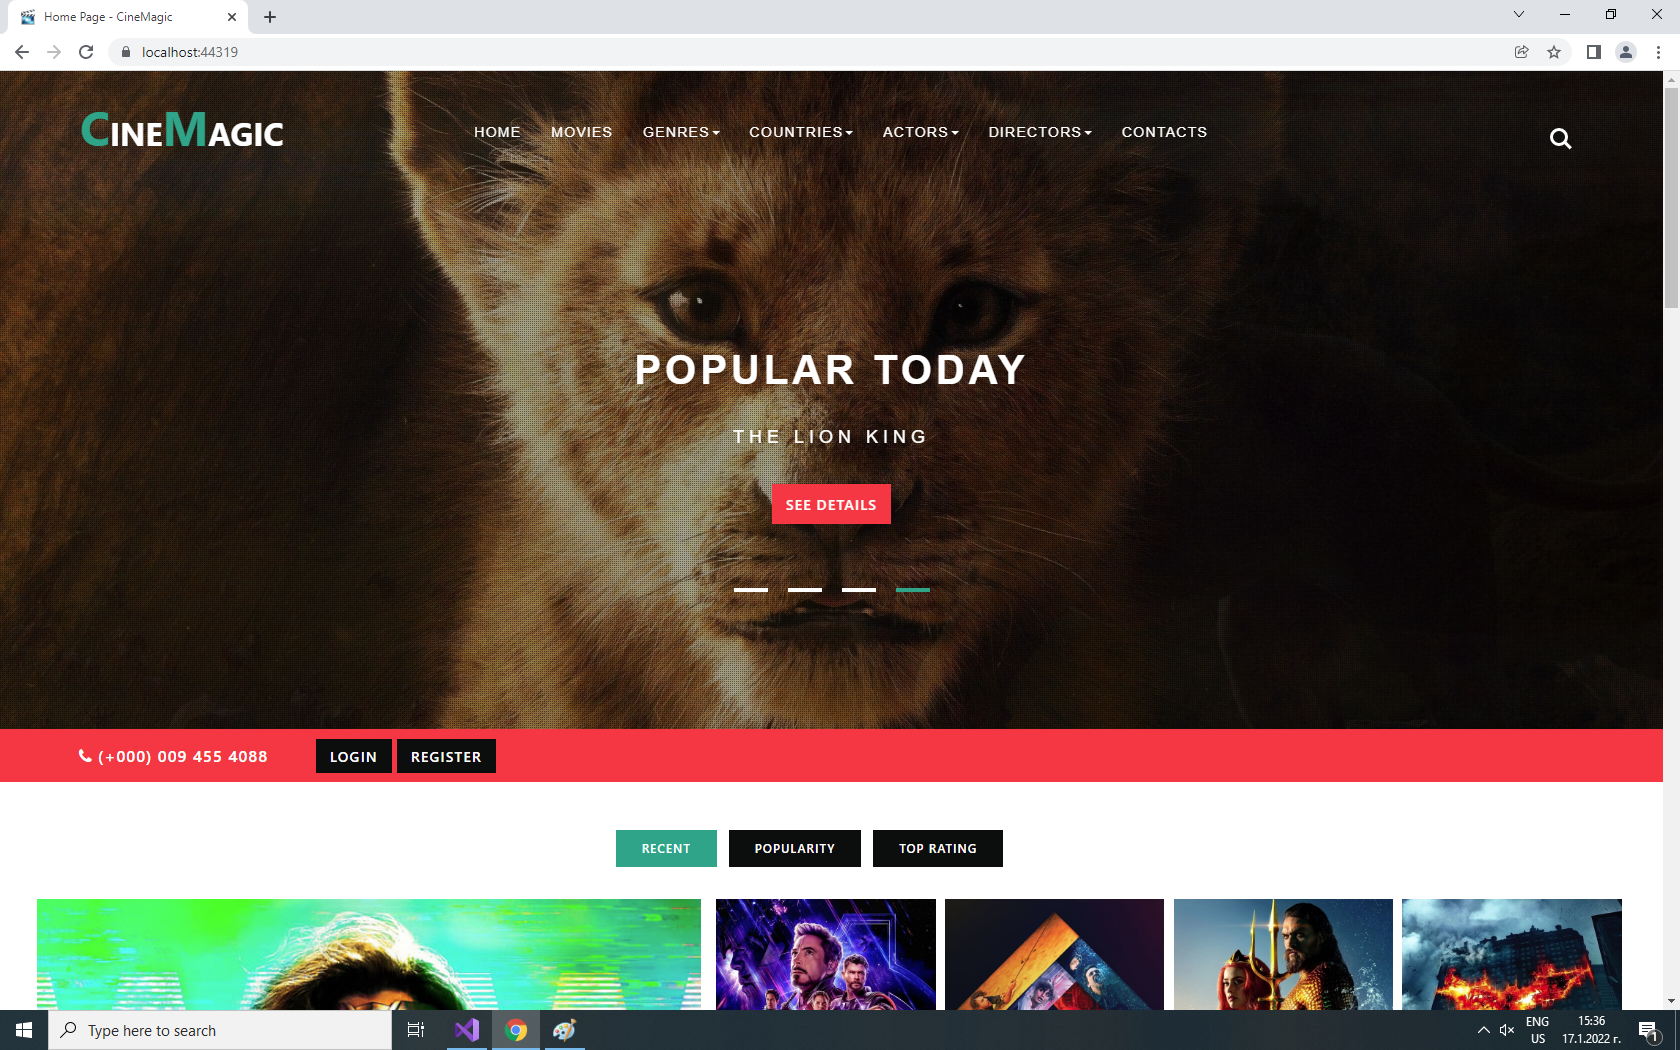 Home Page - CineMagic
localhost:44319
CINEMAGIC
HOME MOVIES GENRES COUNTRIES ACTORS DIRECTORS CONTACTS
POPULAR TODAY
THE LION KING
SEE DETAILS
(+000) 009 455 4088 LOGIN REGISTER
RECENT POPULARITY TOP RATING
Type here to search
ENG
US
15:36
17.1.2022 г.
1